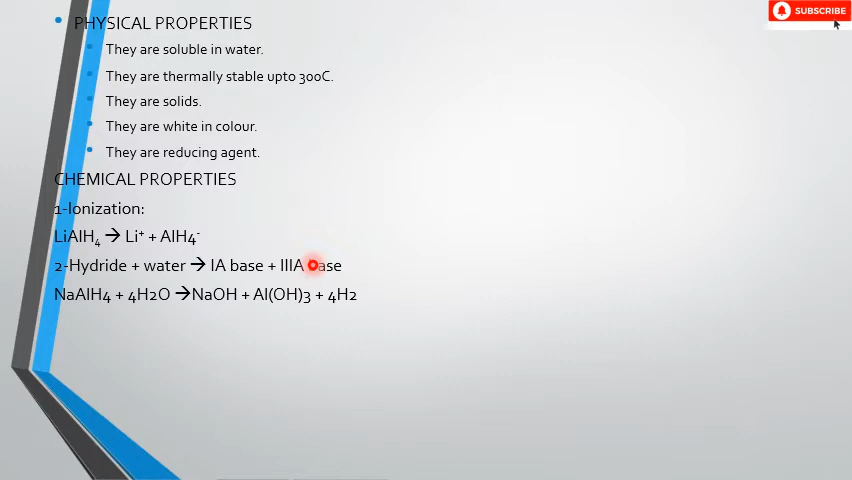 SUBSCRIBE
PHYSICAL PROPERTIES
They are soluble in water.
They are thermally stable upto 300C.
They are solids.
They are white in colour.
They are reducing agent.
CHEMICAL PROPERTIES
1-Ionization:
LiAlH₄ → Li⁺ + AlH4⁻
2-Hydride + water → IA base + IIIA base
NaAlH4 + 4H2O →NaOH + Al(OH)3 + 4H2